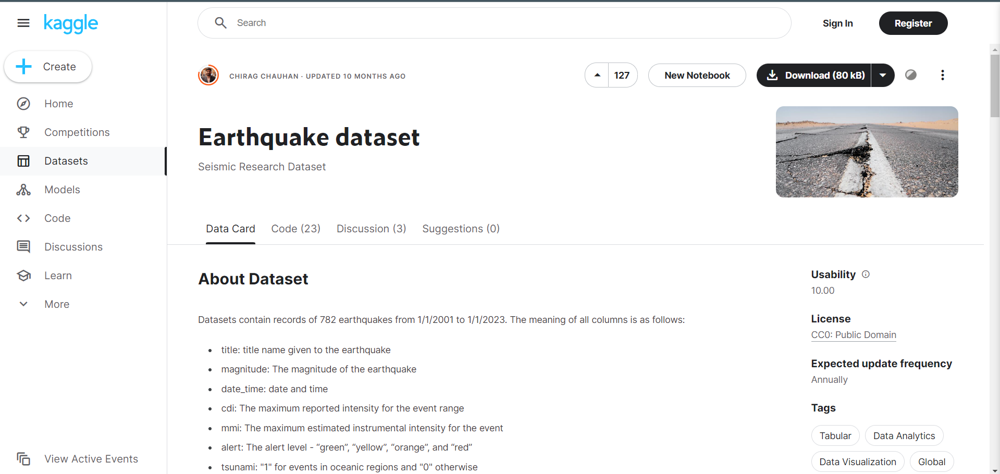 kaggle
Search
Sign In
Register
Create
Home
Competitions
Datasets
Models
Code
Discussions
Learn
More
View Active Events
CHIRAG CHAUHAN · UPDATED 10 MONTHS AGO
127
New Notebook
Download (80 kB)
Earthquake dataset
Seismic Research Dataset
Data Card
Code (23)
Discussion (3)
Suggestions (0)
About Dataset
Datasets contain records of 782 earthquakes from 1/1/2001 to 1/1/2023. The meaning of all columns is as follows:
• title: title name given to the earthquake
• magnitude: The magnitude of the earthquake
• date_time: date and time
• cdi: The maximum reported intensity for the event range
• mmi: The maximum estimated instrumental intensity for the event
• alert: The alert level - “green”, “yellow”, “orange”, and “red”
• tsunami: "1" for events in oceanic regions and "0" otherwise
Usability
10.00
License
CC0: Public Domain
Expected update frequency
Annually
Tags
Tabular
Data Analytics
Data Visualization
Global